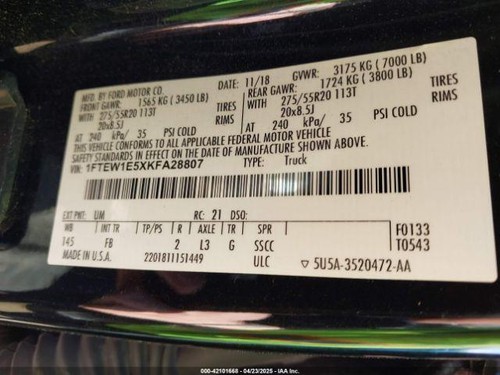 MFD. BY FORD MOTOR CO. DATE: 11/18 GVWR: 3175 KG ( 7000 LB)
FRONT GAWR: 1565 KG ( 3450 LB) REAR GAWR: 1724 KG ( 3800 LB)
WITH 275/55R20 113T TIRES WITH 275/55R20 113T TIRES
20x8.5J RIMS 20x8.5J RIMS
AT 240 kPa/ 35 PSI COLD AT 240 kPa/ 35 PSI COLD
THIS VEHICLE CONFORMS TO ALL APPLICABLE FEDERAL MOTOR VEHICLE
SAFETY AND THEFT PREVENTION STANDARDS IN EFFECT ON THE DATE OF MANUFACTURE SHOWN ABOVE.
VIN: 1FTEW1E5XKFA28807 TYPE: Truck
EXT PNT: UM RC: 21 DSO: F0133
WB INT TR TP/PS R AXLE TR SPR T0543
145 FB 2 L3 G SSCC
MADE IN U.S.A. 2201811151449 ULC ▽ 5U5A-3520472-AA
000-42101668 - 04/23/2025 - IAAI.com